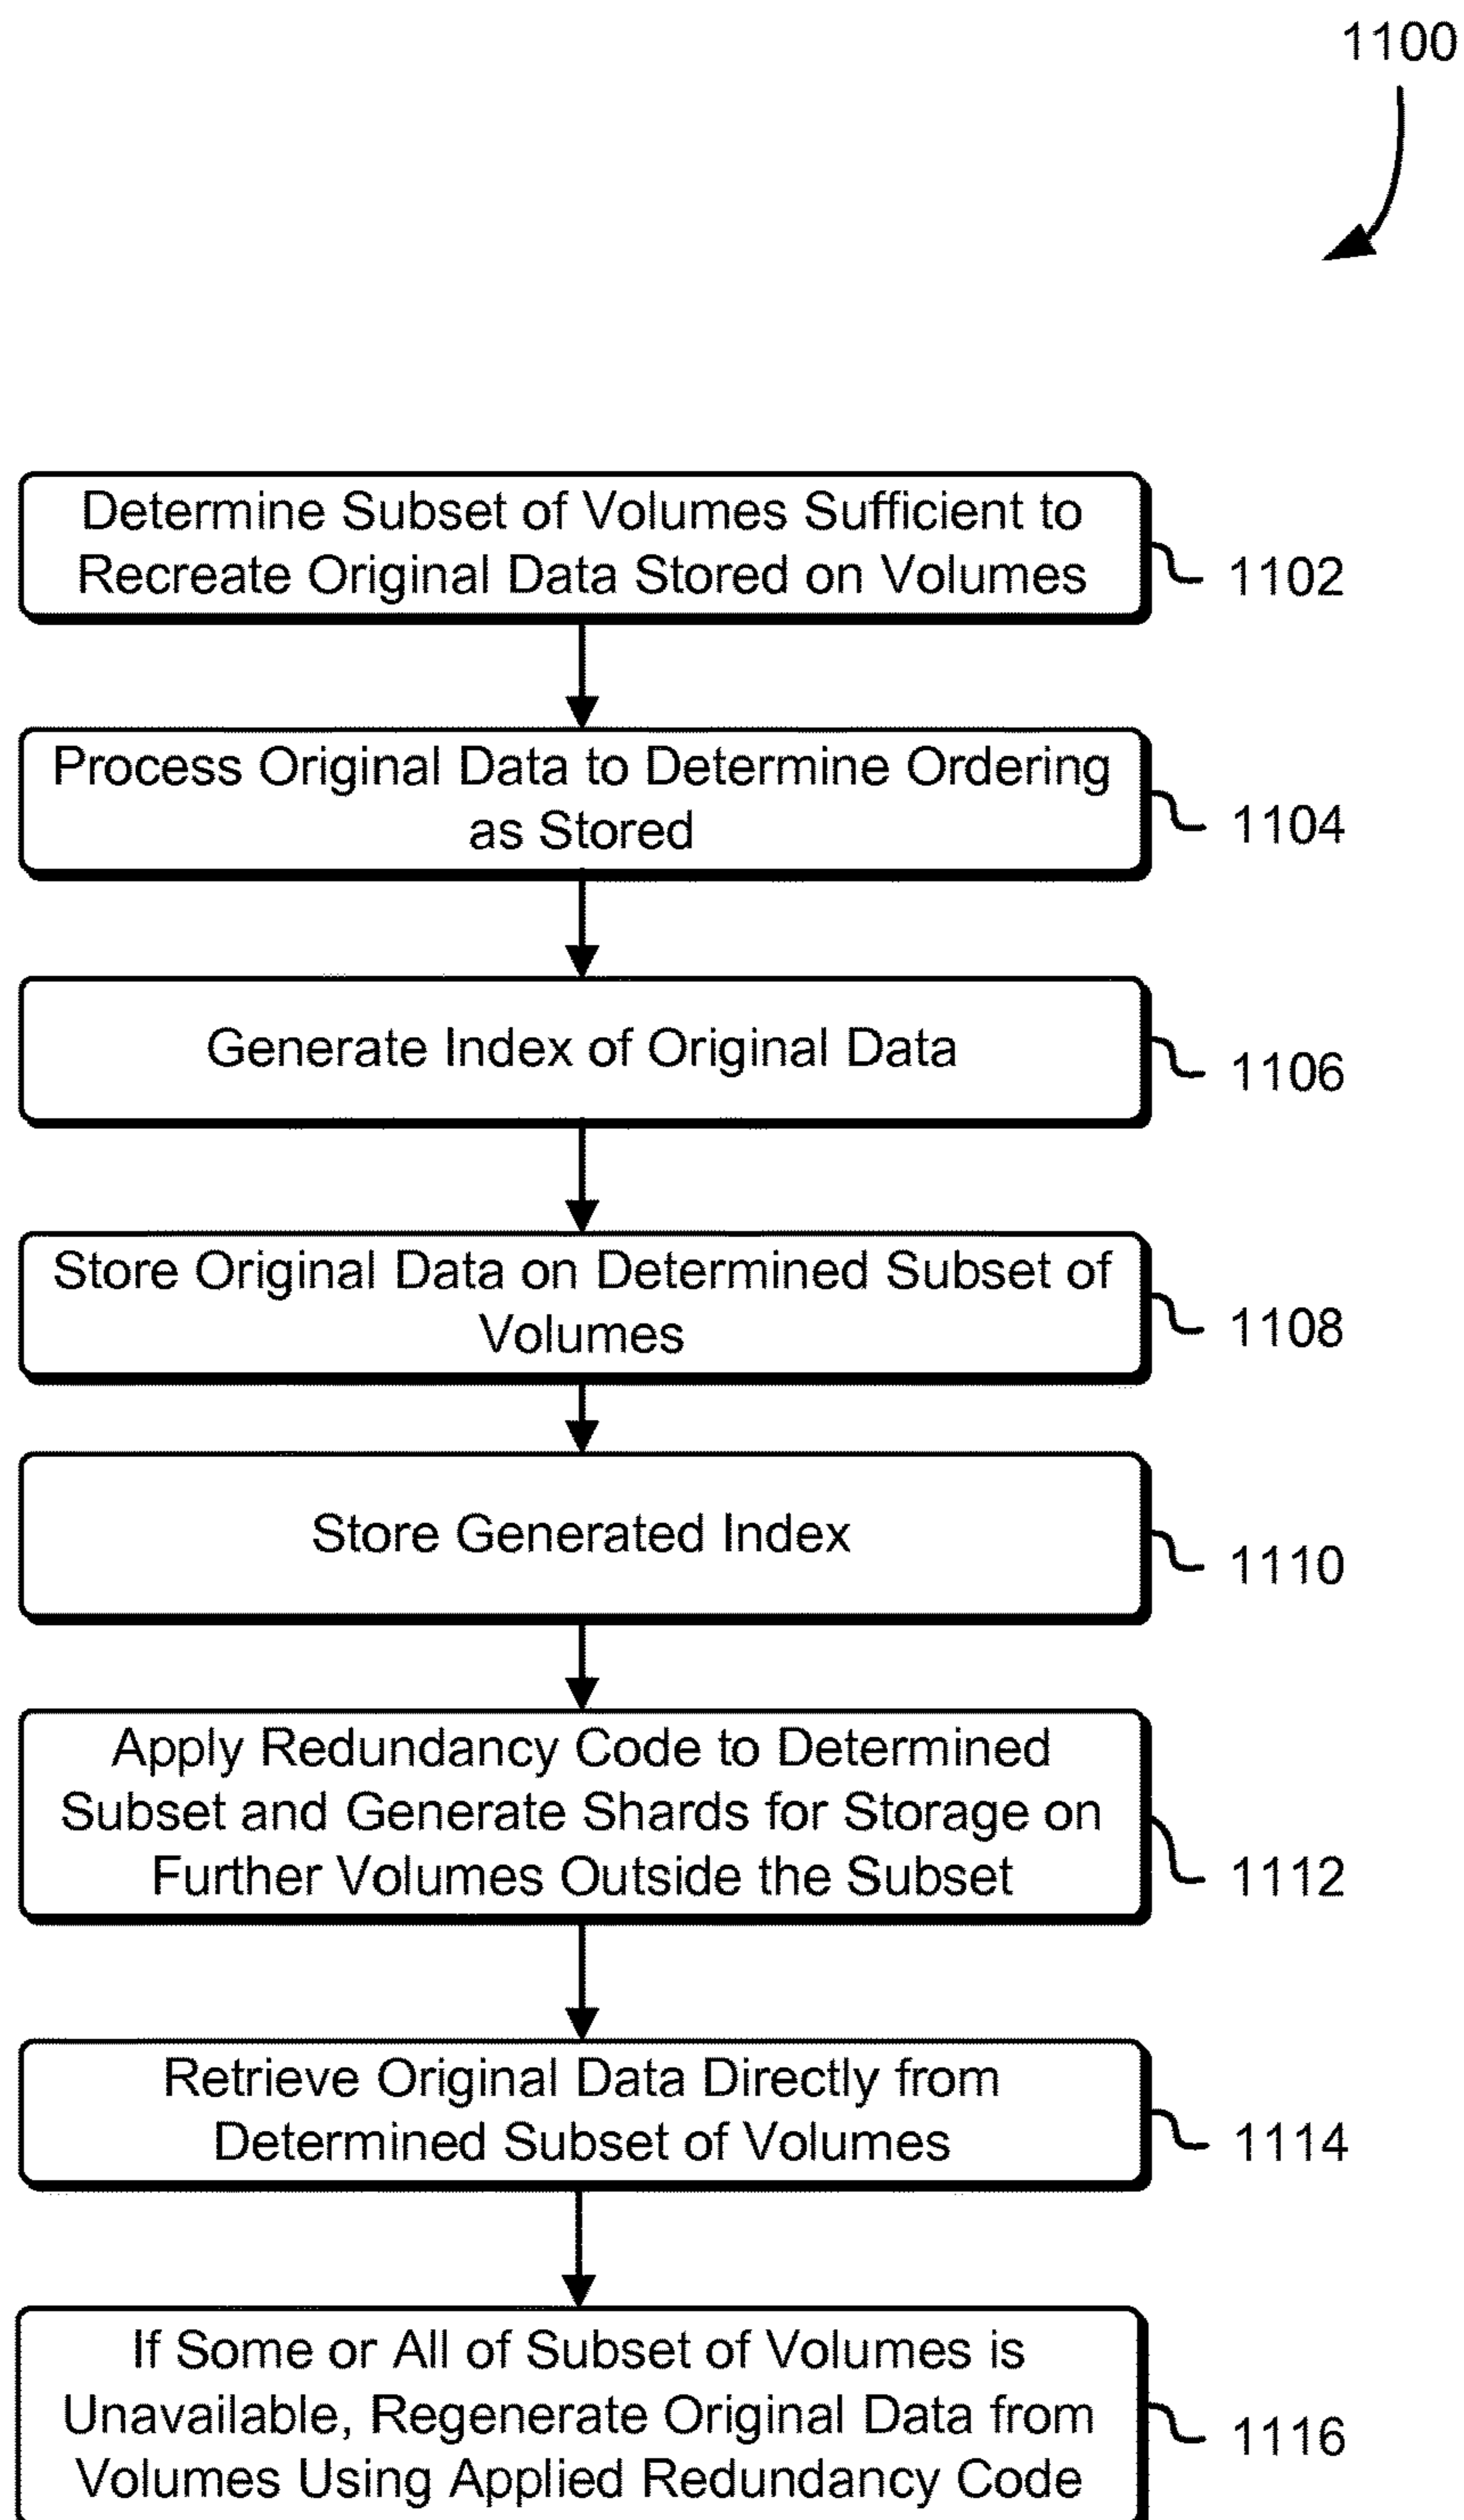 1100
Determine Subset of Volumes Sufficient to
Recreate Original Data Stored on Volumes
1102
Process Original Data to Determine Ordering
as Stored
1104
Generate Index of Original Data
1106
Store Original Data on Determined Subset of
Volumes
1108
Store Generated Index
1110
Apply Redundancy Code to Determined
Subset and Generate Shards for Storage on
Further Volumes Outside the Subset
1112
Retrieve Original Data Directly from
Determined Subset of Volumes
1114
If Some or All of Subset of Volumes is
Unavailable, Regenerate Original Data from
Volumes Using Applied Redundancy Code
1116